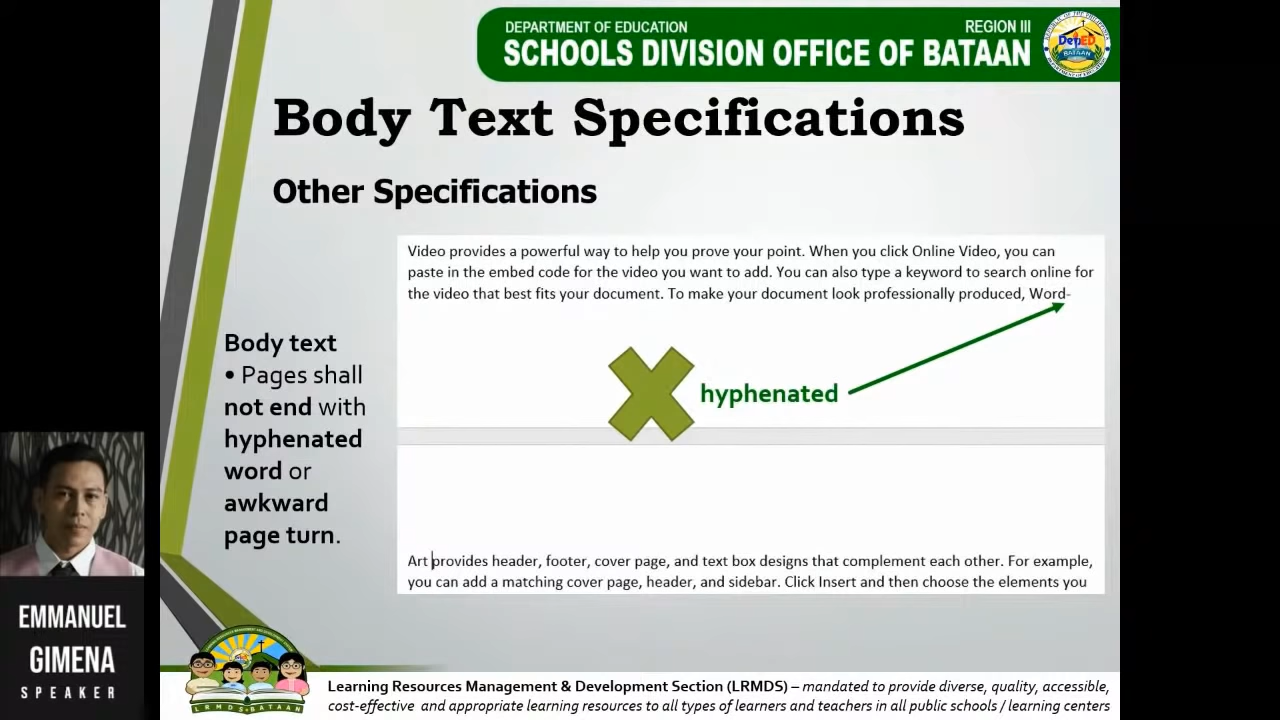 DEPARTMENT OF EDUCATION REGION III
SCHOOLS DIVISION OFFICE OF BATAAN
DepED
BATAAN
Body Text Specifications
Other Specifications
Video provides a powerful way to help you prove your point. When you click Online Video, you can
paste in the embed code for the video you want to add. You can also type a keyword to search online for
the video that best fits your document. To make your document look professionally produced, Word-
Body text
• Pages shall
not end with
hyphenated
word or
awkward
page turn.
hyphenated
Art provides header, footer, cover page, and text box designs that complement each other. For example,
you can add a matching cover page, header, and sidebar. Click Insert and then choose the elements you
EMMANUEL
GIMENA
SPEAKER
LRMDS BATAAN
Learning Resources Management & Development Section (LRMDS) – mandated to provide diverse, quality, accessible,
cost-effective and appropriate learning resources to all types of learners and teachers in all public schools / learning centers